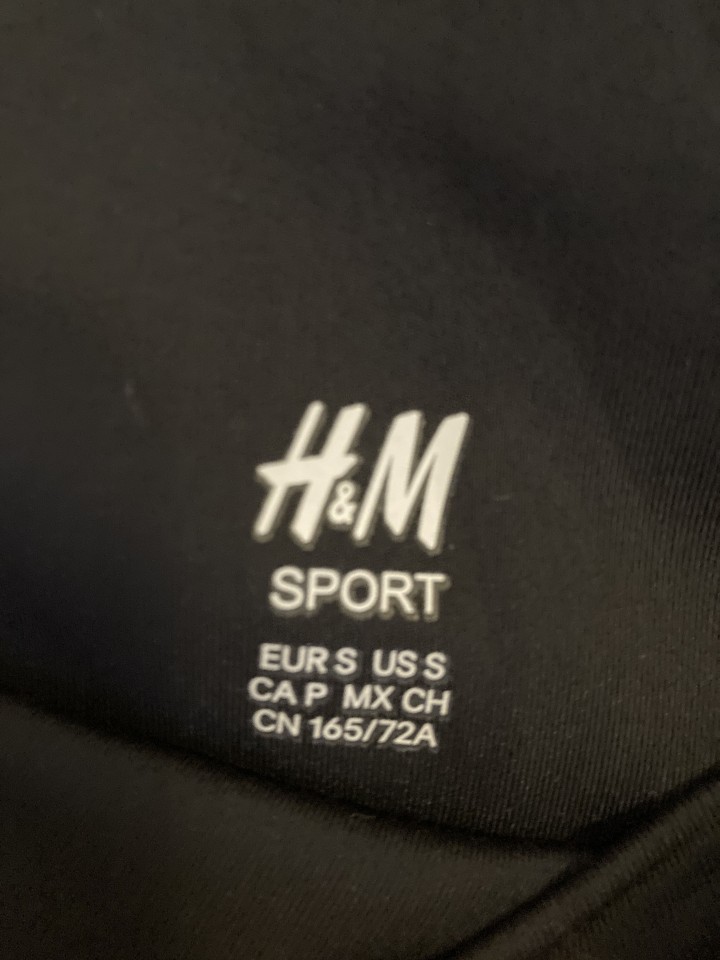 H&M
SPORT
EUR S US S
CA P MX CH
CN 165/72A